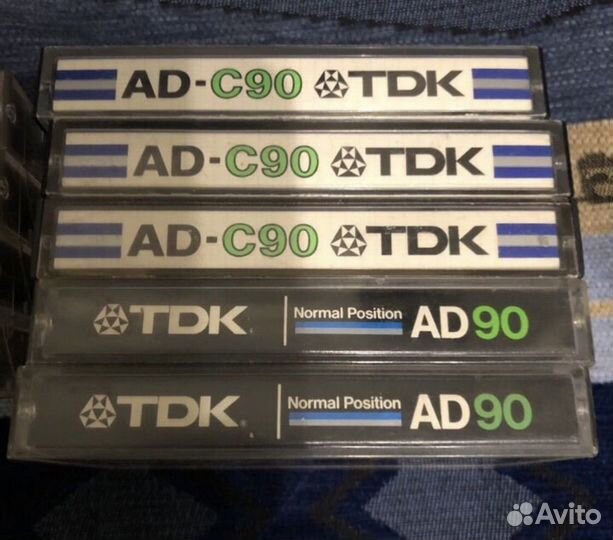 AD-C90 TDK
AD-C90 TDK
AD-C90 TDK
TDK Normal Position AD90
TDK Normal Position AD90
Avito